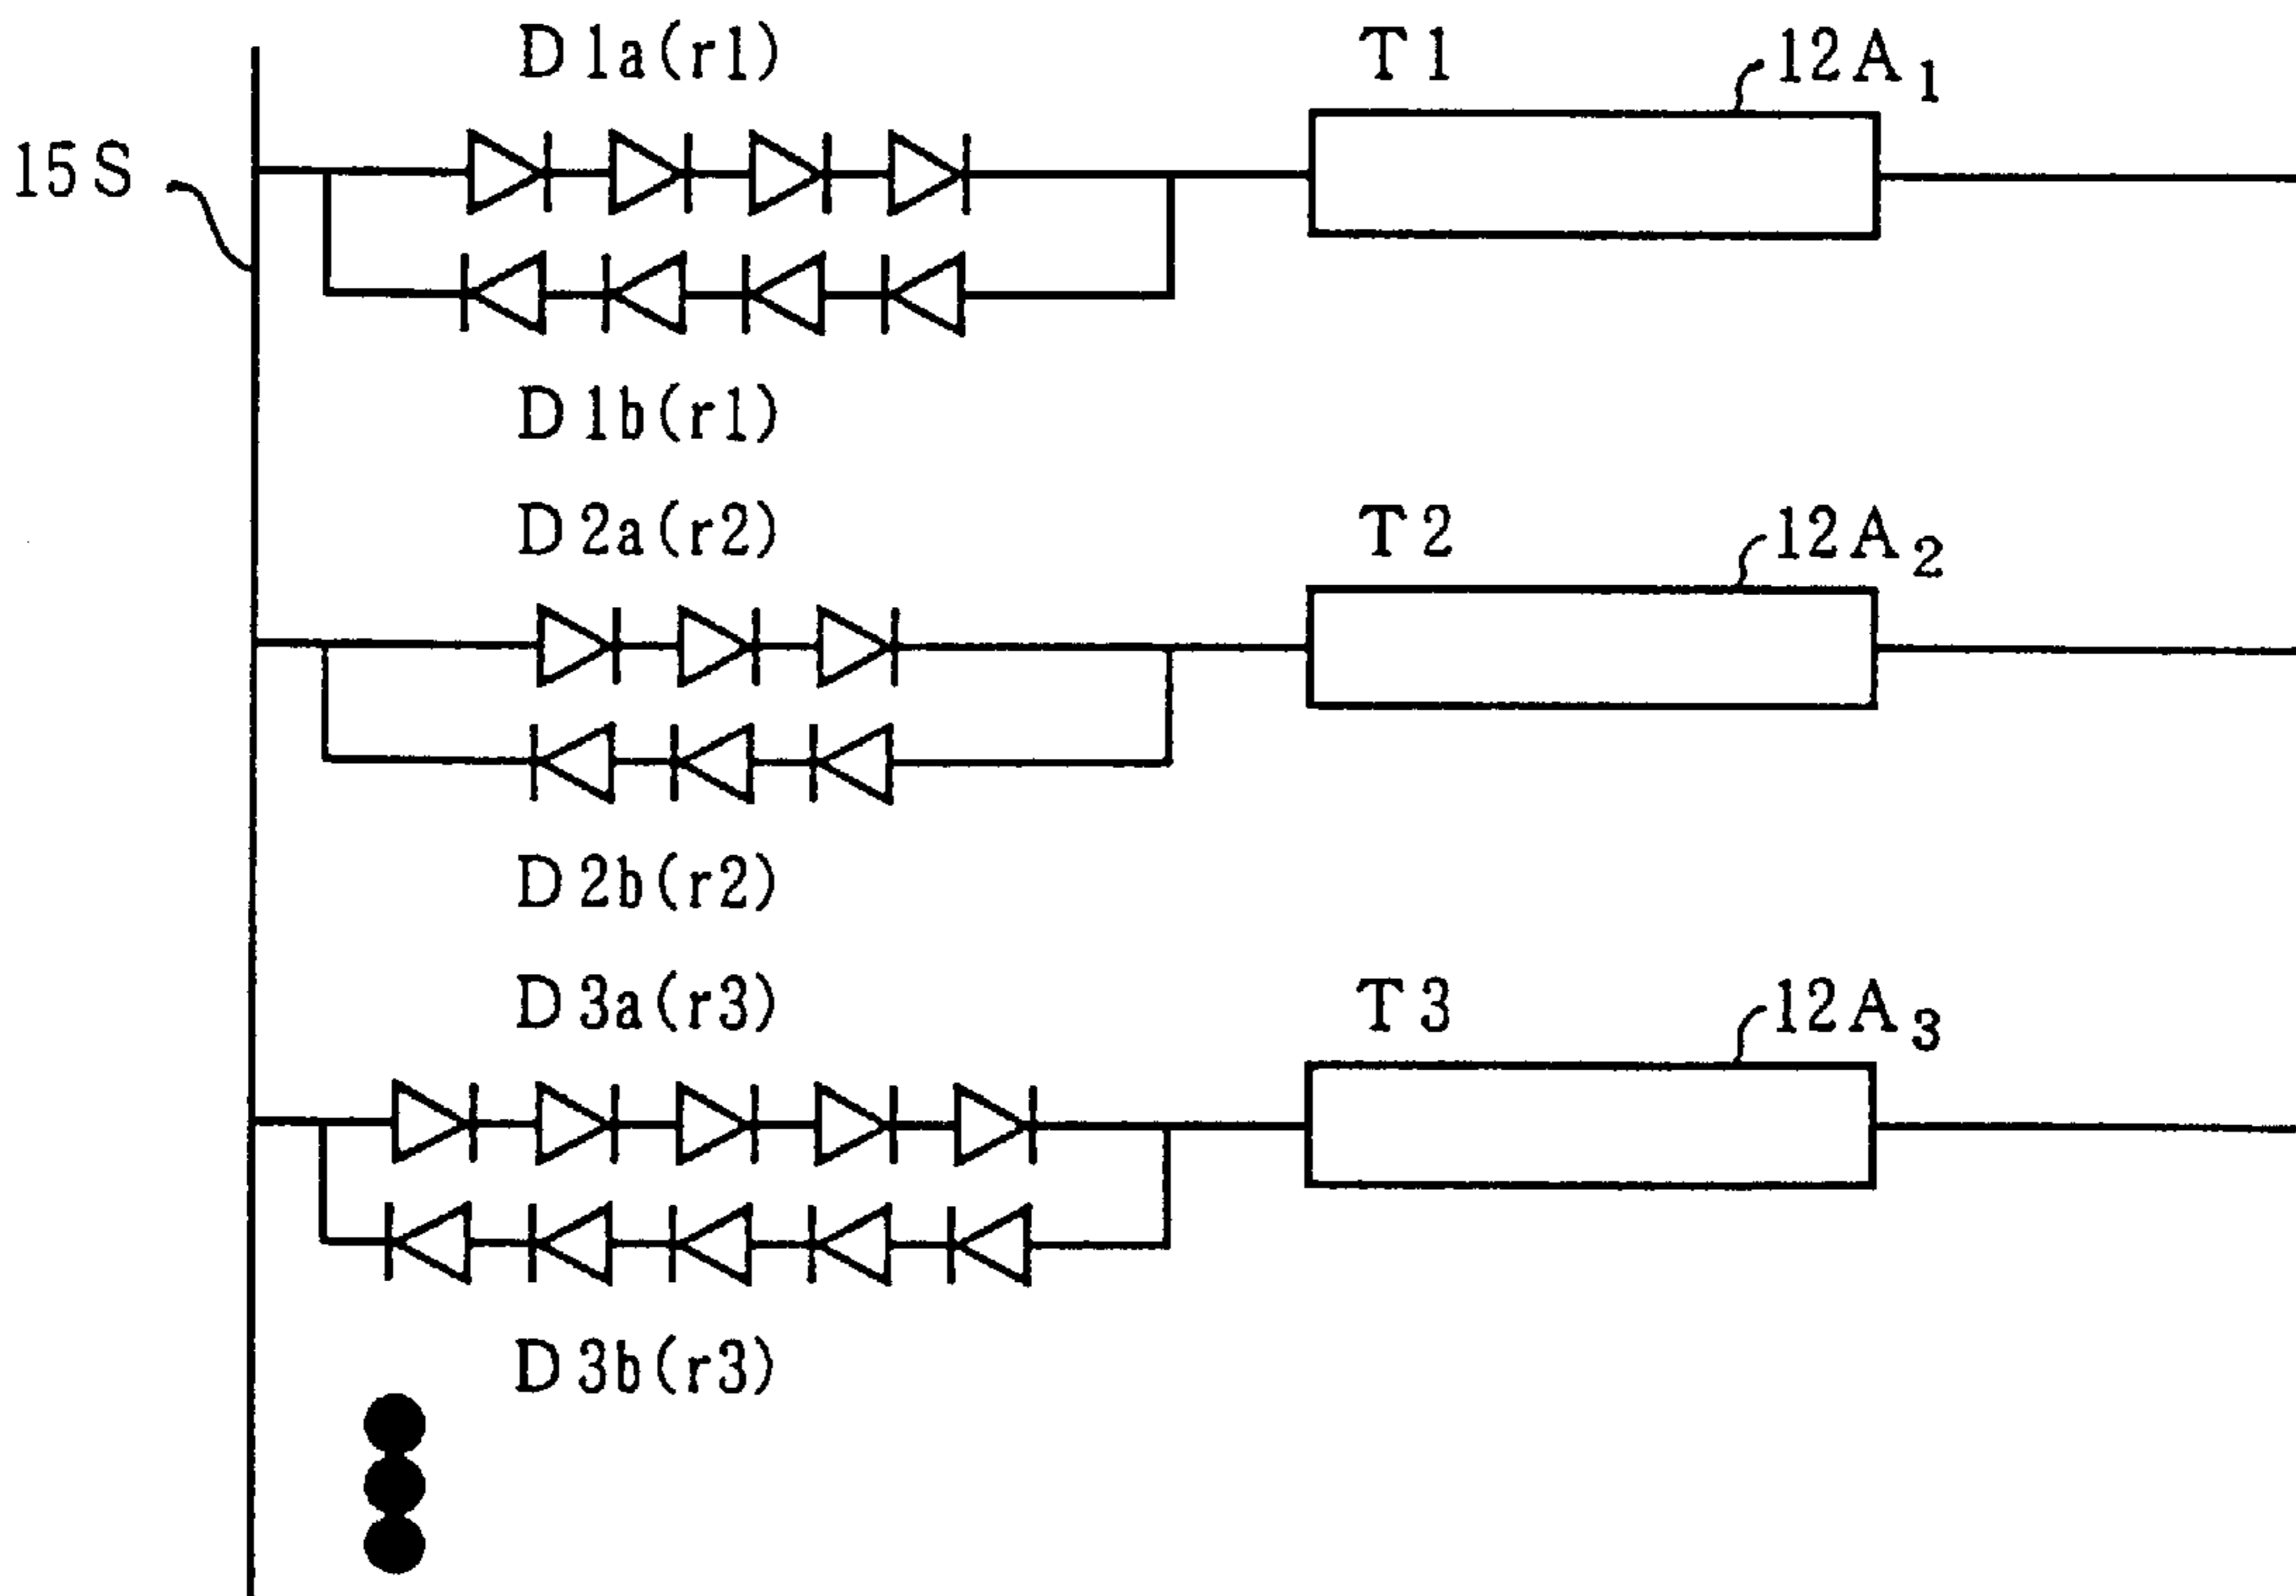 D1a(r1)
T1
12A₁
15S
D1b(r1)
D2a(r2)
T2
12A₂
D2b(r2)
D3a(r3)
T3
12A₃
D3b(r3)